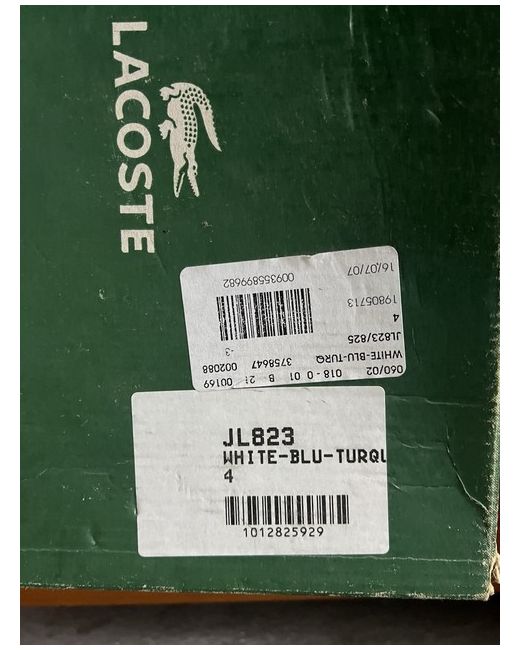 LACOSTE
060/02 018-0 01 B 21 00169
WHITE-BLU-TURQ 3758647 002088
JL823/825 -3
4
19805713
16/07/07 009355899682
JL823
WHITE-BLU-TURQU
4
1012825929